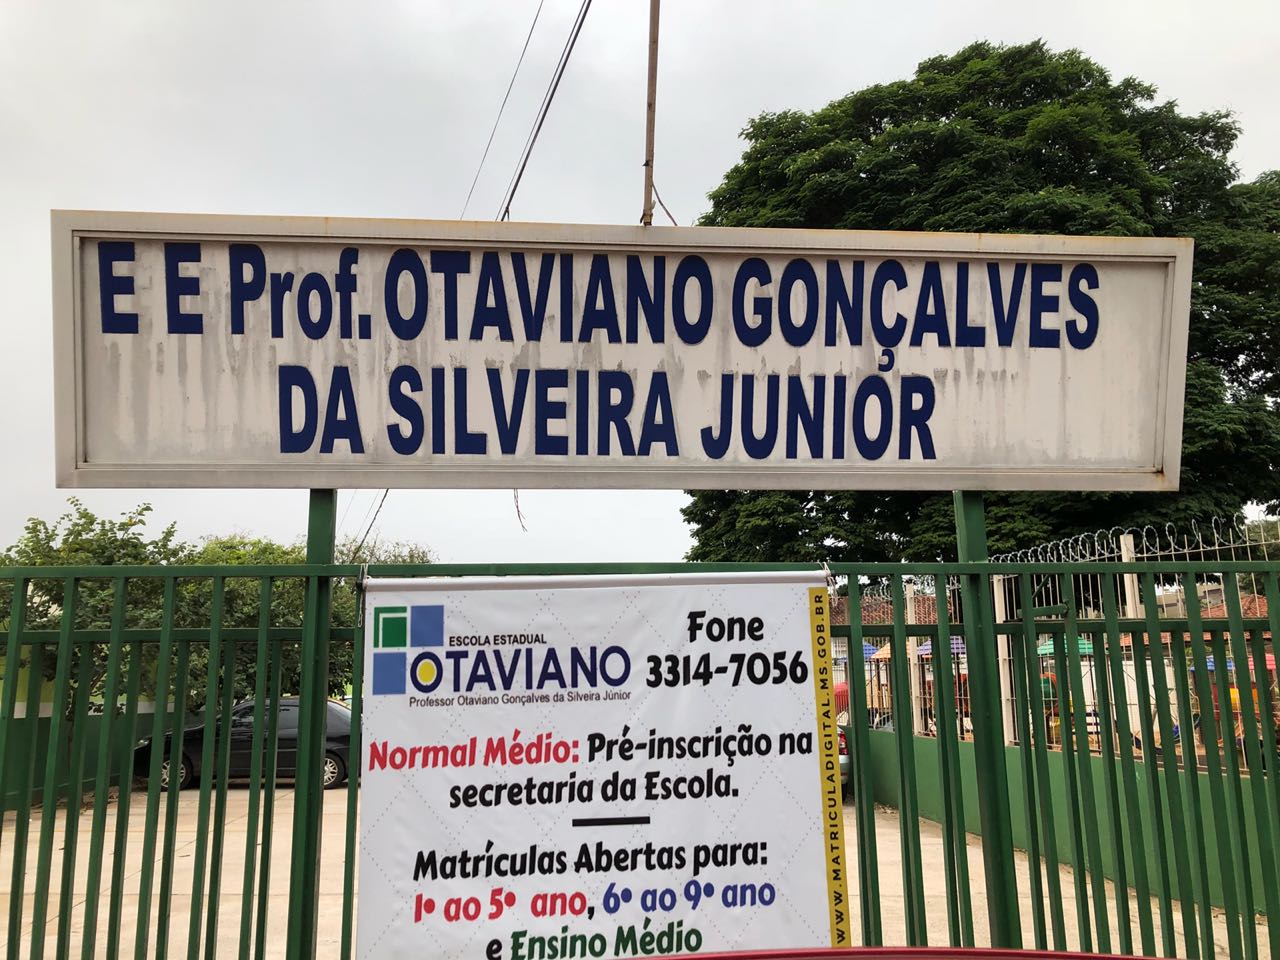 E E Prof. OTAVIANO GONÇALVES
DA SILVEIRA JUNIOR
ESCOLA ESTADUAL
OTAVIANO
Professor Otaviano Gonçalves da Silveira Júnior
Fone
3314-7056
Normal Médio: Pré-inscrição na
secretaria da Escola.
Matrículas Abertas para:
1º ao 5º ano, 6º ao 9º ano
e Ensino Médio
WWW.MATRICULADIGITAL.MS.GOB.BR